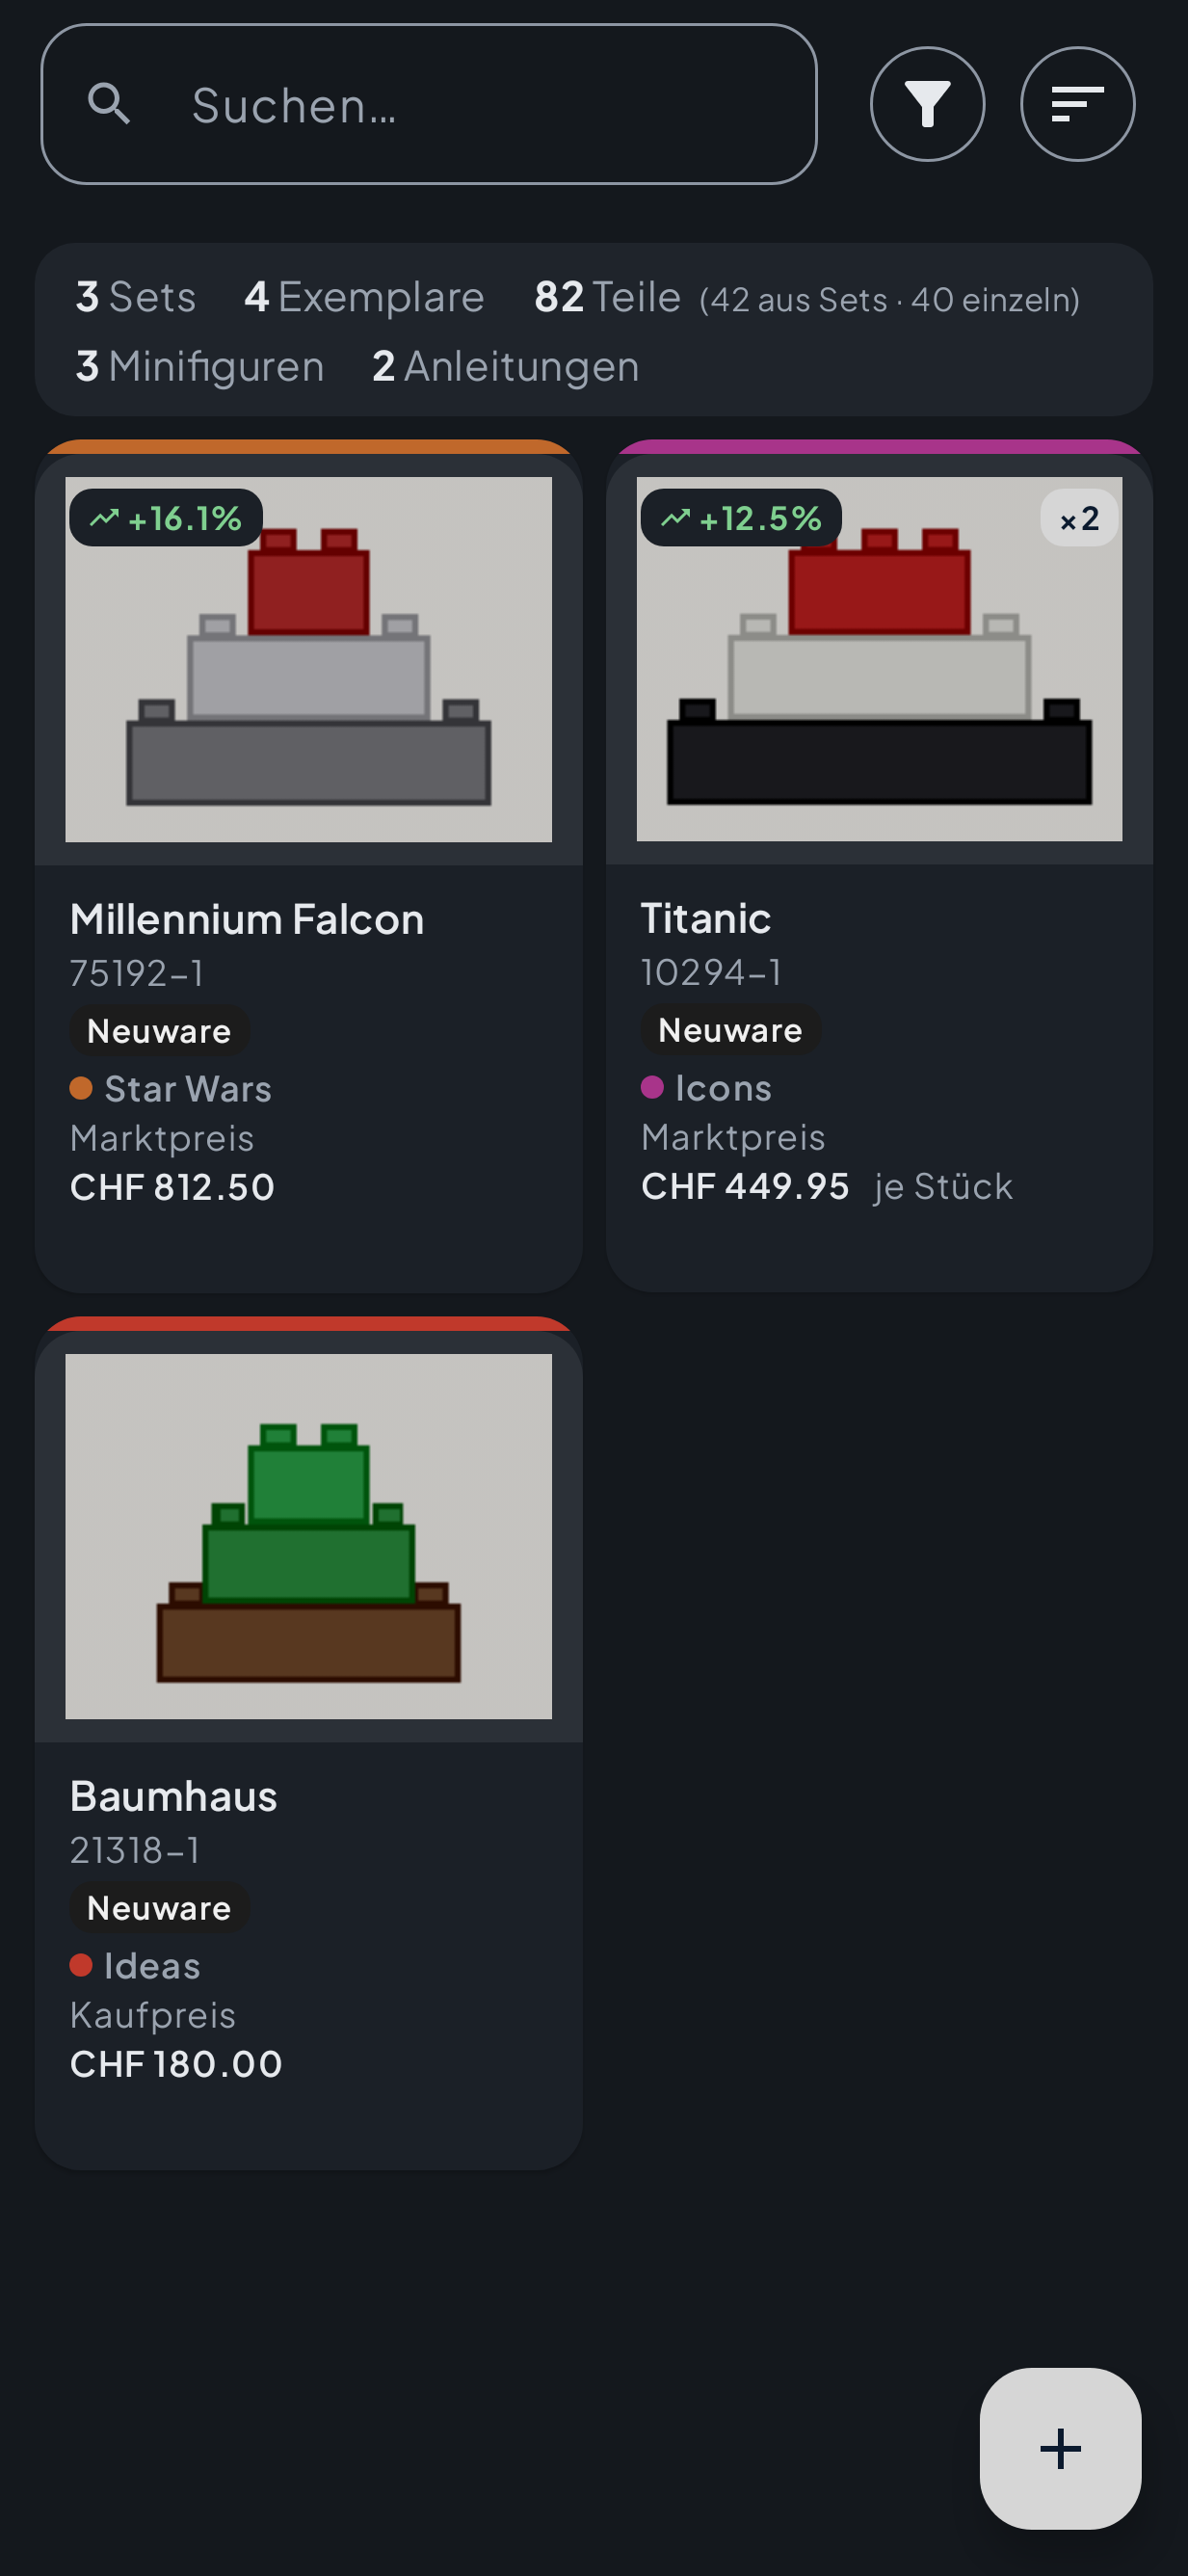 Suchen…
3 Sets 4 Exemplare 82 Teile (42 aus Sets · 40 einzeln)
3 Minifiguren 2 Anleitungen
+16.1%
Millennium Falcon
75192-1
Neuware
Star Wars
Marktpreis
CHF 812.50
+12.5% ×2
Titanic
10294-1
Neuware
Icons
Marktpreis
CHF 449.95 je Stück
Baumhaus
21318-1
Neuware
Ideas
Kaufpreis
CHF 180.00
+